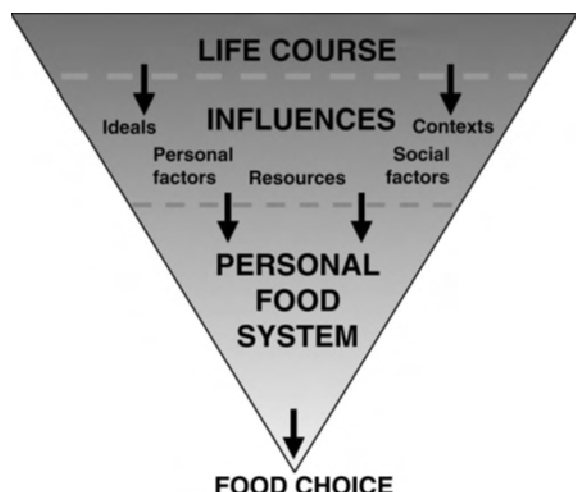 LIFE COURSE
INFLUENCES
Ideals
Contexts
Personal
factors
Resources
Social
factors
PERSONAL
FOOD
SYSTEM
FOOD CHOICE